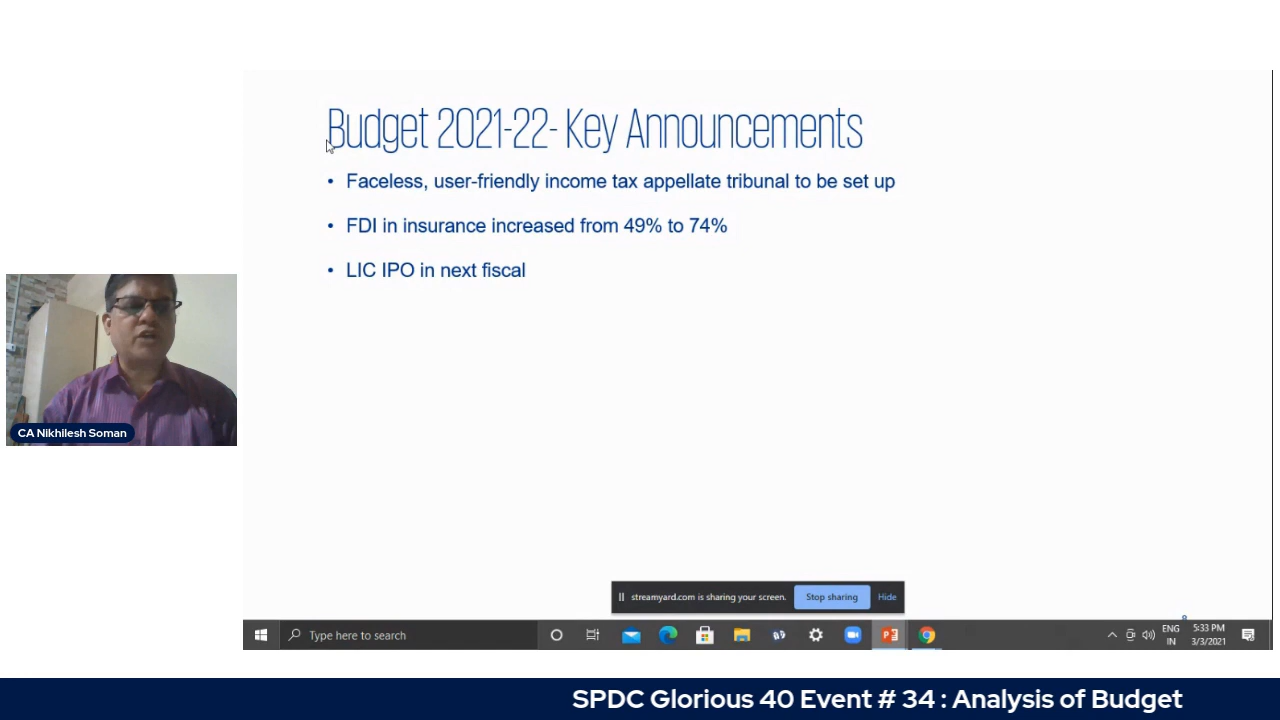 Budget 2021-22- Key Announcements
• Faceless, user-friendly income tax appellate tribunal to be set up
• FDI in insurance increased from 49% to 74%
• LIC IPO in next fiscal
CA Nikhilesh Soman
streamyard.com is sharing your screen. Stop sharing Hide
Type here to search
ENG
IN
5:33 PM
3/3/2021
SPDC Glorious 40 Event # 34 : Analysis of Budget